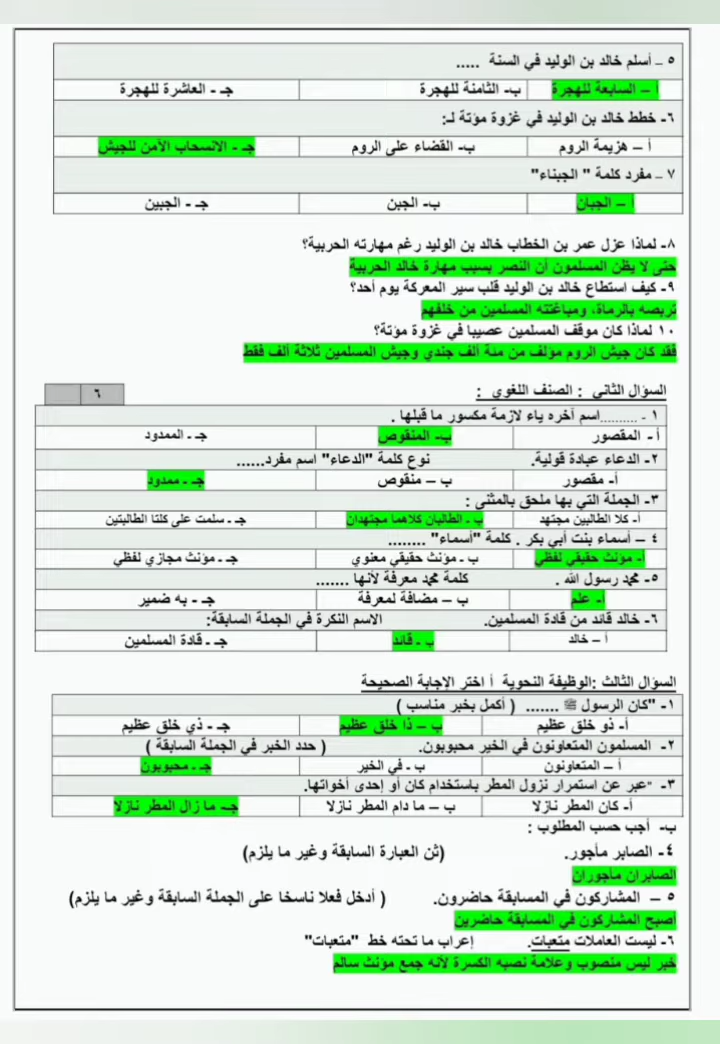 ٥ – أسلم خالد بن الوليد في السنة .....
أ – السابعة للهجرة ب- الثامنة للهجرة جـ - العاشرة للهجرة
٦- خطط خالد بن الوليد في غزوة مؤتة لـ:
أ – هزيمة الروم ب- القضاء على الروم جـ - الانسحاب الآمن للجيش
٧ – مفرد كلمة " الجبناء"
أ – الجبان ب- الجبن جـ - الجبين
٨- لماذا عزل عمر بن الخطاب خالد بن الوليد رغم مهارته الحربية؟
حتى لا يظن المسلمون أن النصر بسبب مهارة خالد الحربية
٩- كيف استطاع خالد بن الوليد قلب سير المعركة يوم أحد؟
تربصه بالرماة، ومباغتته المسلمين من خلفهم
١٠ لماذا كان موقف المسلمين عصيبا في غزوة مؤتة؟
فقد كان جيش الروم مؤلف من مئة ألف جندي وجيش المسلمين ثلاثة آلف فقط
السؤال الثاني : الصنف اللغوي : ٦
١ - ..........اسم آخره ياء لازمة مكسور ما قبلها .
أ - المقصور ب- المنقوص جـ - الممدود
٢- الدعاء عبادة قولية. نوع كلمة "الدعاء" اسم مفرد......
أ- مقصور ب – منقوص جـ - ممدود
٣- الجملة التي بها ملحق بالمثنى :
أ- كلا الطالبين مجتهد ب - الطالبان كلاهما مجتهدان جـ - سلمت على كلتا الطالبتين
٤ – أسماء بنت أبي بكر . كلمة "أسماء" ........
أ- مؤنث حقيقي لفظي ب - مؤنث حقيقي معنوي جـ - مؤنث مجازي لفظي
٥- محمد رسول الله . كلمة محمد معرفة لأنها .......
أ- علم ب – مضافة لمعرفة جـ - به ضمير
٦- خالد قائد من قادة المسلمين. الاسم النكرة في الجملة السابقة:
أ – خالد ب - قائد جـ - قادة المسلمين
السؤال الثالث :الوظيفة النحوية أ اختر الإجابة الصحيحة
١- "كان الرسول ﷺ ....... ( أكمل بخبر مناسب )
أ- ذو خلق عظيم ب – ذا خلق عظيم جـ - ذي خلق عظيم
٢- المسلمون المتعاونون في الخير محبوبون. ( حدد الخبر في الجملة السابقة )
أ – المتعاونون ب - في الخير جـ - محبوبون
٣- "عبر عن استمرار نزول المطر باستخدام كان أو إحدى أخواتها.
أ- كان المطر نازلا ب – ما دام المطر نازلا جـ- ما زال المطر نازلا
ب- أجب حسب المطلوب :
٤- الصابر مأجور. (ثن العبارة السابقة وغير ما يلزم)
الصابران مأجوران
٥ – المشاركون في المسابقة حاضرون. ( أدخل فعلا ناسخا على الجملة السابقة وغير ما يلزم)
أصبح المشاركون في المسابقة حاضرين
٦- ليست العاملات متعبات. إعراب ما تحته خط "متعبات"
خبر ليس منصوب وعلامة نصبه الكسرة لأنه جمع مؤنث سالم